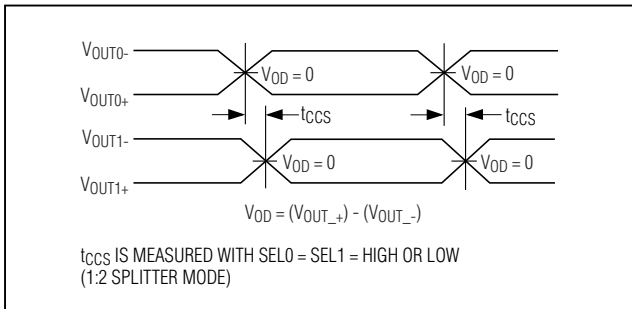 VOUT0-
VOD = 0 VOD = 0
VOUT0+
tCCS tCCS
VOUT1-
VOD = 0 VOD = 0
VOUT1+
VOD = (VOUT_+) - (VOUT_-)
tCCS IS MEASURED WITH SEL0 = SEL1 = HIGH OR LOW
(1:2 SPLITTER MODE)